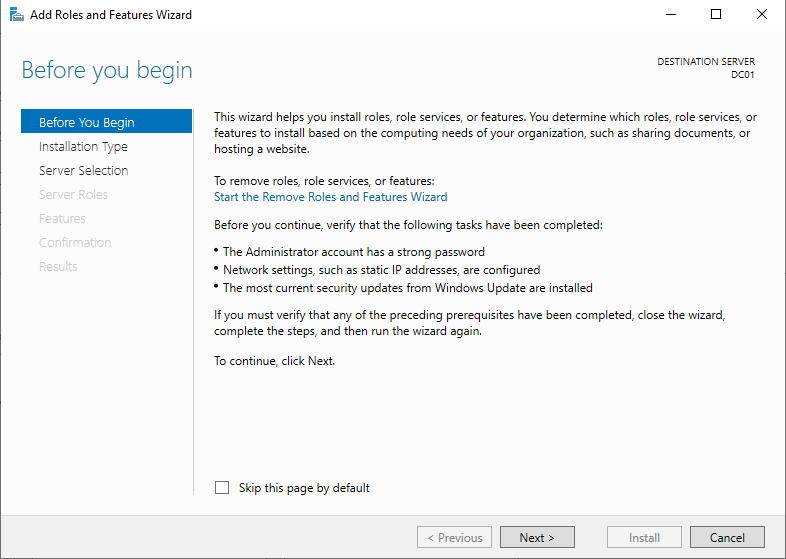 Add Roles and Features Wizard
Before you begin
DESTINATION SERVER
DC01
Before You Begin
Installation Type
Server Selection
Server Roles
Features
Confirmation
Results
This wizard helps you install roles, role services, or features. You determine which roles, role services, or
features to install based on the computing needs of your organization, such as sharing documents, or
hosting a website.
To remove roles, role services, or features:
Start the Remove Roles and Features Wizard
Before you continue, verify that the following tasks have been completed:
• The Administrator account has a strong password
• Network settings, such as static IP addresses, are configured
• The most current security updates from Windows Update are installed
If you must verify that any of the preceding prerequisites have been completed, close the wizard,
complete the steps, and then run the wizard again.
To continue, click Next.
Skip this page by default
< Previous
Next >
Install
Cancel